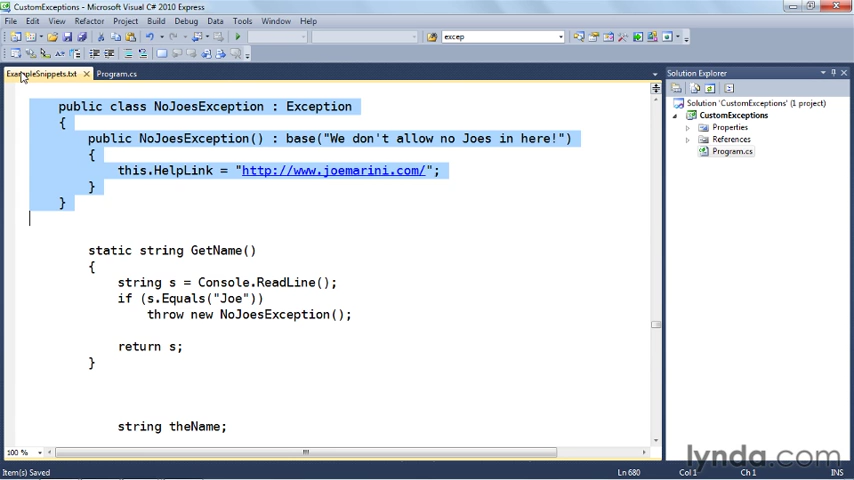 CustomExceptions - Microsoft Visual C# 2010 Express
File Edit View Refactor Project Build Debug Data Tools Window Help
excep
ExampleSnippets.txt Program.cs
public class NoJoesException : Exception
{
public NoJoesException() : base("We don't allow no Joes in here!")
{
this.HelpLink = "http://www.joemarini.com/";
}
}
static string GetName()
{
string s = Console.ReadLine();
if (s.Equals("Joe"))
throw new NoJoesException();
return s;
}
string theName;
100 %
Solution Explorer
Solution 'CustomExceptions' (1 project)
CustomExceptions
Properties
References
Program.cs
lynda.com
Item(s) Saved Ln 680 Col 1 Ch 1 INS